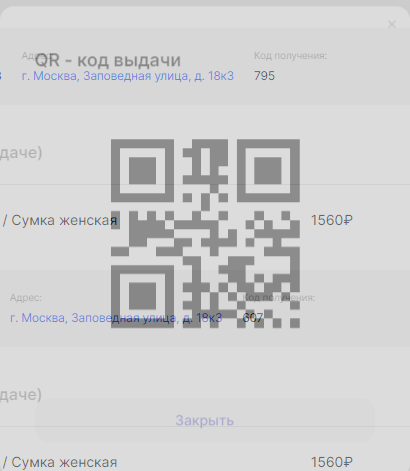 ×
Адрес:
Код получения:
QR - код выдачи
г. Москва, Заповедная улица, д. 18к3
795
даче)
/ Сумка женская
1560₽
Адрес:
Код получения:
г. Москва, Заповедная улица, д. 18к3
607
даче)
Закрыть
/ Сумка женская
1560₽